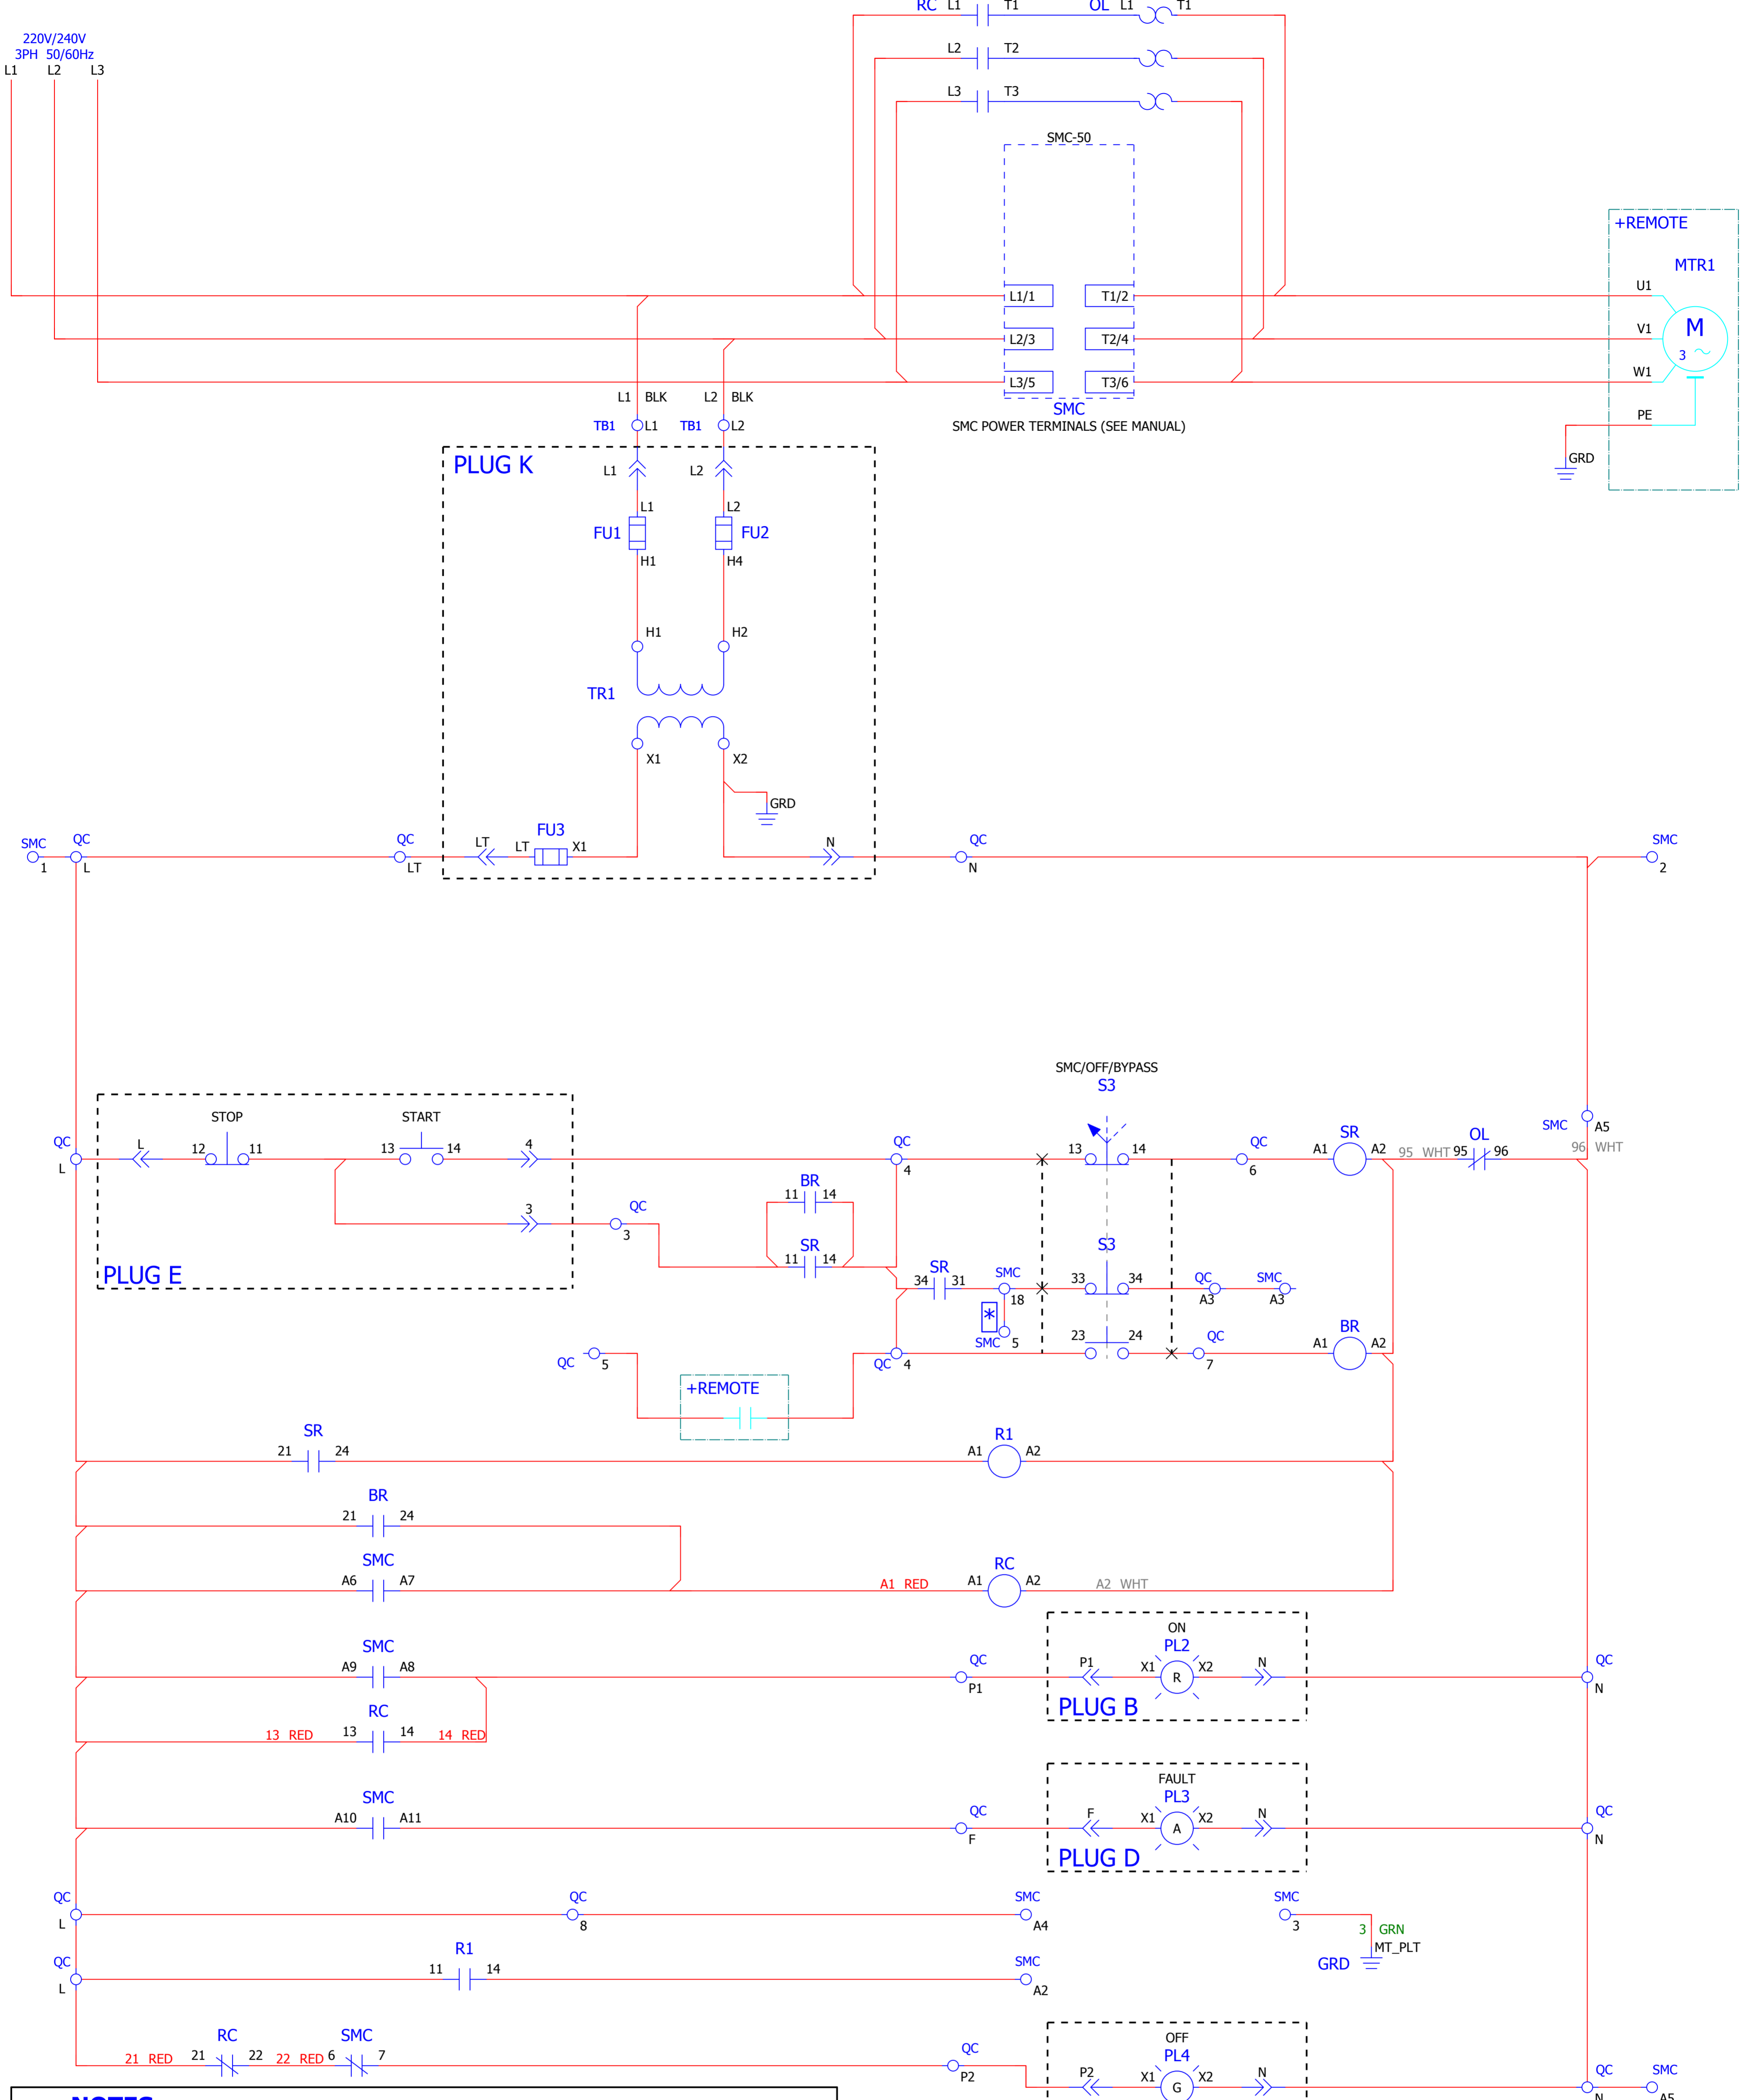 RC L1 T1 OL L1 T1
220V/240V
3PH 50/60Hz
L1 L2 L3
L2 T2
L3 T3
SMC-50
+REMOTE
MTR1
L1/1 T1/2 U1
L2/3 T2/4 V1 M
3
L3/5 T3/6 W1
L1 BLK L2 BLK
SMC
PE
TB1 L1 TB1 L2
SMC POWER TERMINALS (SEE MANUAL)
PLUG K
L1 L2
GRD
L1 L2
FU1 FU2
H1 H4
H1 H2
TR1
X1 X2
GRD
FU3
SMC QC QC LT LT X1 N QC SMC
1 L LT N 2
SMC/OFF/BYPASS
S3
STOP START
SMC A5
QC L 12 11 13 14 4 QC 13 14 QC SR OL
L 4 6 A1 A2 95 WHT 95 96 96 WHT
BR
11 14
3 QC
3
SR
11 14
S3
PLUG E
SR
34 31 SMC 33 34 QC SMC
18 A3 A3
*
SMC 5
23 24 QC BR
A1 A2
QC 5 QC 4 7
+REMOTE
SR R1
21 24 A1 A2
BR
21 24
SMC RC
A6 A7 A1 RED A1 A2 A2 WHT
ON
SMC PL2
A9 A8 QC P1 X1 R X2 N QC
P1 N
PLUG B
RC
13 RED 13 14 14 RED
FAULT
SMC PL3
A10 A11 QC F X1 A X2 N QC
F N
PLUG D
QC QC SMC SMC
L 8 A4 3
3 GRN
MT_PLT
GRD
QC R1 SMC
L 11 14 A2
OFF
RC SMC PL4
21 RED 21 22 22 RED 6 7 QC
P2
P2 X1 G X2 N QC SMC
N A5
NOTES